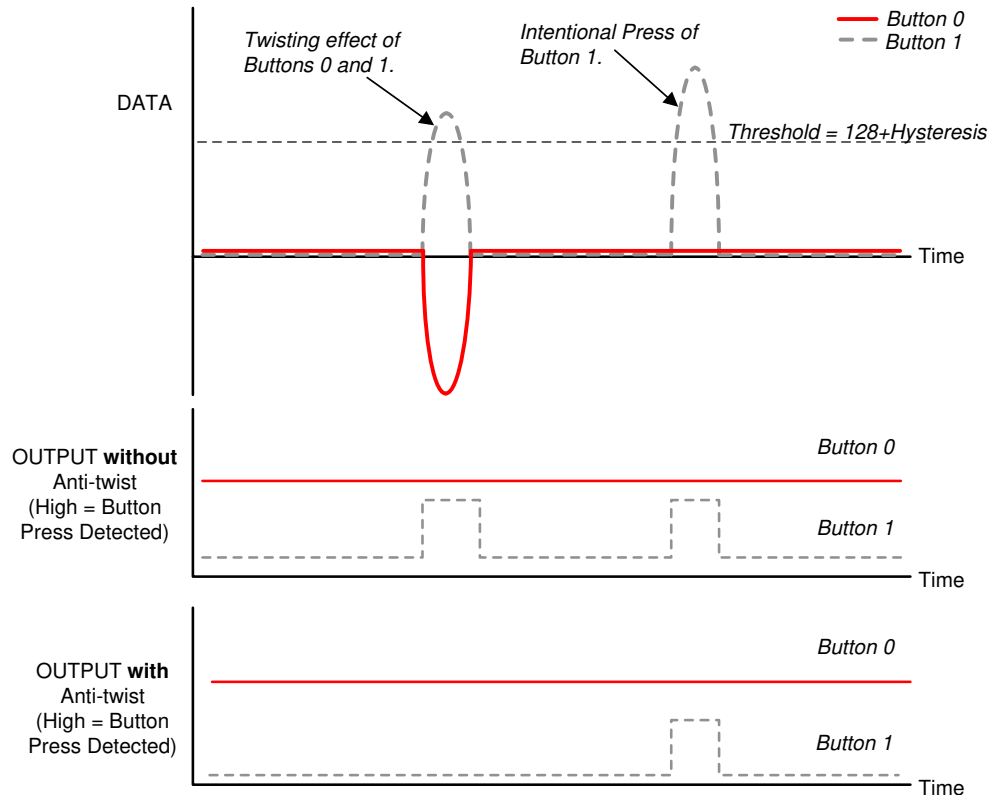 Twisting effect of
Buttons 0 and 1.
Intentional Press of
Button 1.
Button 0
Button 1
DATA
Threshold = 128+Hysteresis
Time
OUTPUT without
Anti-twist
(High = Button
Press Detected)
Button 0
Button 1
Time
OUTPUT with
Anti-twist
(High = Button
Press Detected)
Button 0
Button 1
Time